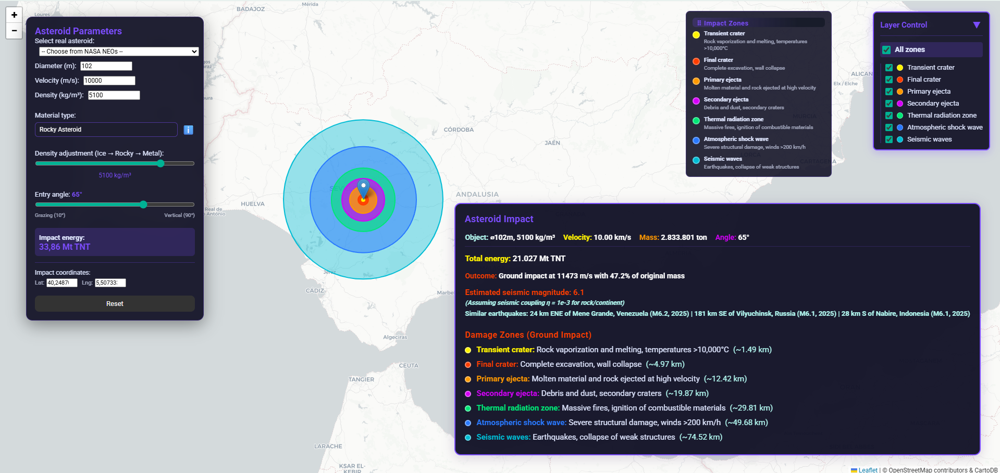 +
−
Asteroid Parameters
Select real asteroid:
-- Choose from NASA NEOs --
Diameter (m): 102
Velocity (m/s): 10000
Density (kg/m³): 5100
Material type:
Rocky Asteroid
i
Density adjustment (Ice → Rocky → Metal):
5100 kg/m³
Entry angle: 65°
Grazing (10°) Vertical (90°)
Impact energy:
33,86 Mt TNT
Impact coordinates:
Lat: 40,2487 Lng: 5,50733
Reset
Loures
BADAJOZ
Mérida
CÓRDOBA
JAÉN
ANDALUSIA
HUELVA
Real de
António
SEV
Jerez
CÁDIZ
Marbel
Algeciras
CEUTA
TANGIER
LARACHE
KSAR EL-
KEBIR
ALICAN
Elx / Elche
MURCIA
LORCA
CARTAGENA
Impact Zones
Transient crater
Rock vaporization and melting, temperatures
>10,000°C
Final crater
Complete excavation, wall collapse
Primary ejecta
Molten material and rock ejected at high velocity
Secondary ejecta
Debris and dust, secondary craters
Thermal radiation zone
Massive fires, ignition of combustible materials
Atmospheric shock wave
Severe structural damage, winds >200 km/h
Seismic waves
Earthquakes, collapse of weak structures
Layer Control ▼
All zones
Transient crater
Final crater
Primary ejecta
Secondary ejecta
Thermal radiation zone
Atmospheric shock wave
Seismic waves
Asteroid Impact
Object: ⌀102m, 5100 kg/m³ Velocity: 10.00 km/s Mass: 2.833.801 ton Angle: 65°
Total energy: 21.027 Mt TNT
Outcome: Ground impact at 11473 m/s with 47.2% of original mass
Estimated seismic magnitude: 6.1
(Assuming seismic coupling η = 1e-3 for rock/continent)
Similar earthquakes: 24 km ENE of Mene Grande, Venezuela (M6.2, 2025) | 181 km SE of Vilyuchinsk, Russia (M6.1, 2025) | 28 km S of Nabire, Indonesia (M6.1, 2025)
Damage Zones (Ground Impact)
Transient crater: Rock vaporization and melting, temperatures >10,000°C (~1.49 km)
Final crater: Complete excavation, wall collapse (~4.97 km)
Primary ejecta: Molten material and rock ejected at high velocity (~12.42 km)
Secondary ejecta: Debris and dust, secondary craters (~19.87 km)
Thermal radiation zone: Massive fires, ignition of combustible materials (~29.81 km)
Atmospheric shock wave: Severe structural damage, winds >200 km/h (~49.68 km)
Seismic waves: Earthquakes, collapse of weak structures (~74.52 km)
Leaflet | © OpenStreetMap contributors & CartoDB